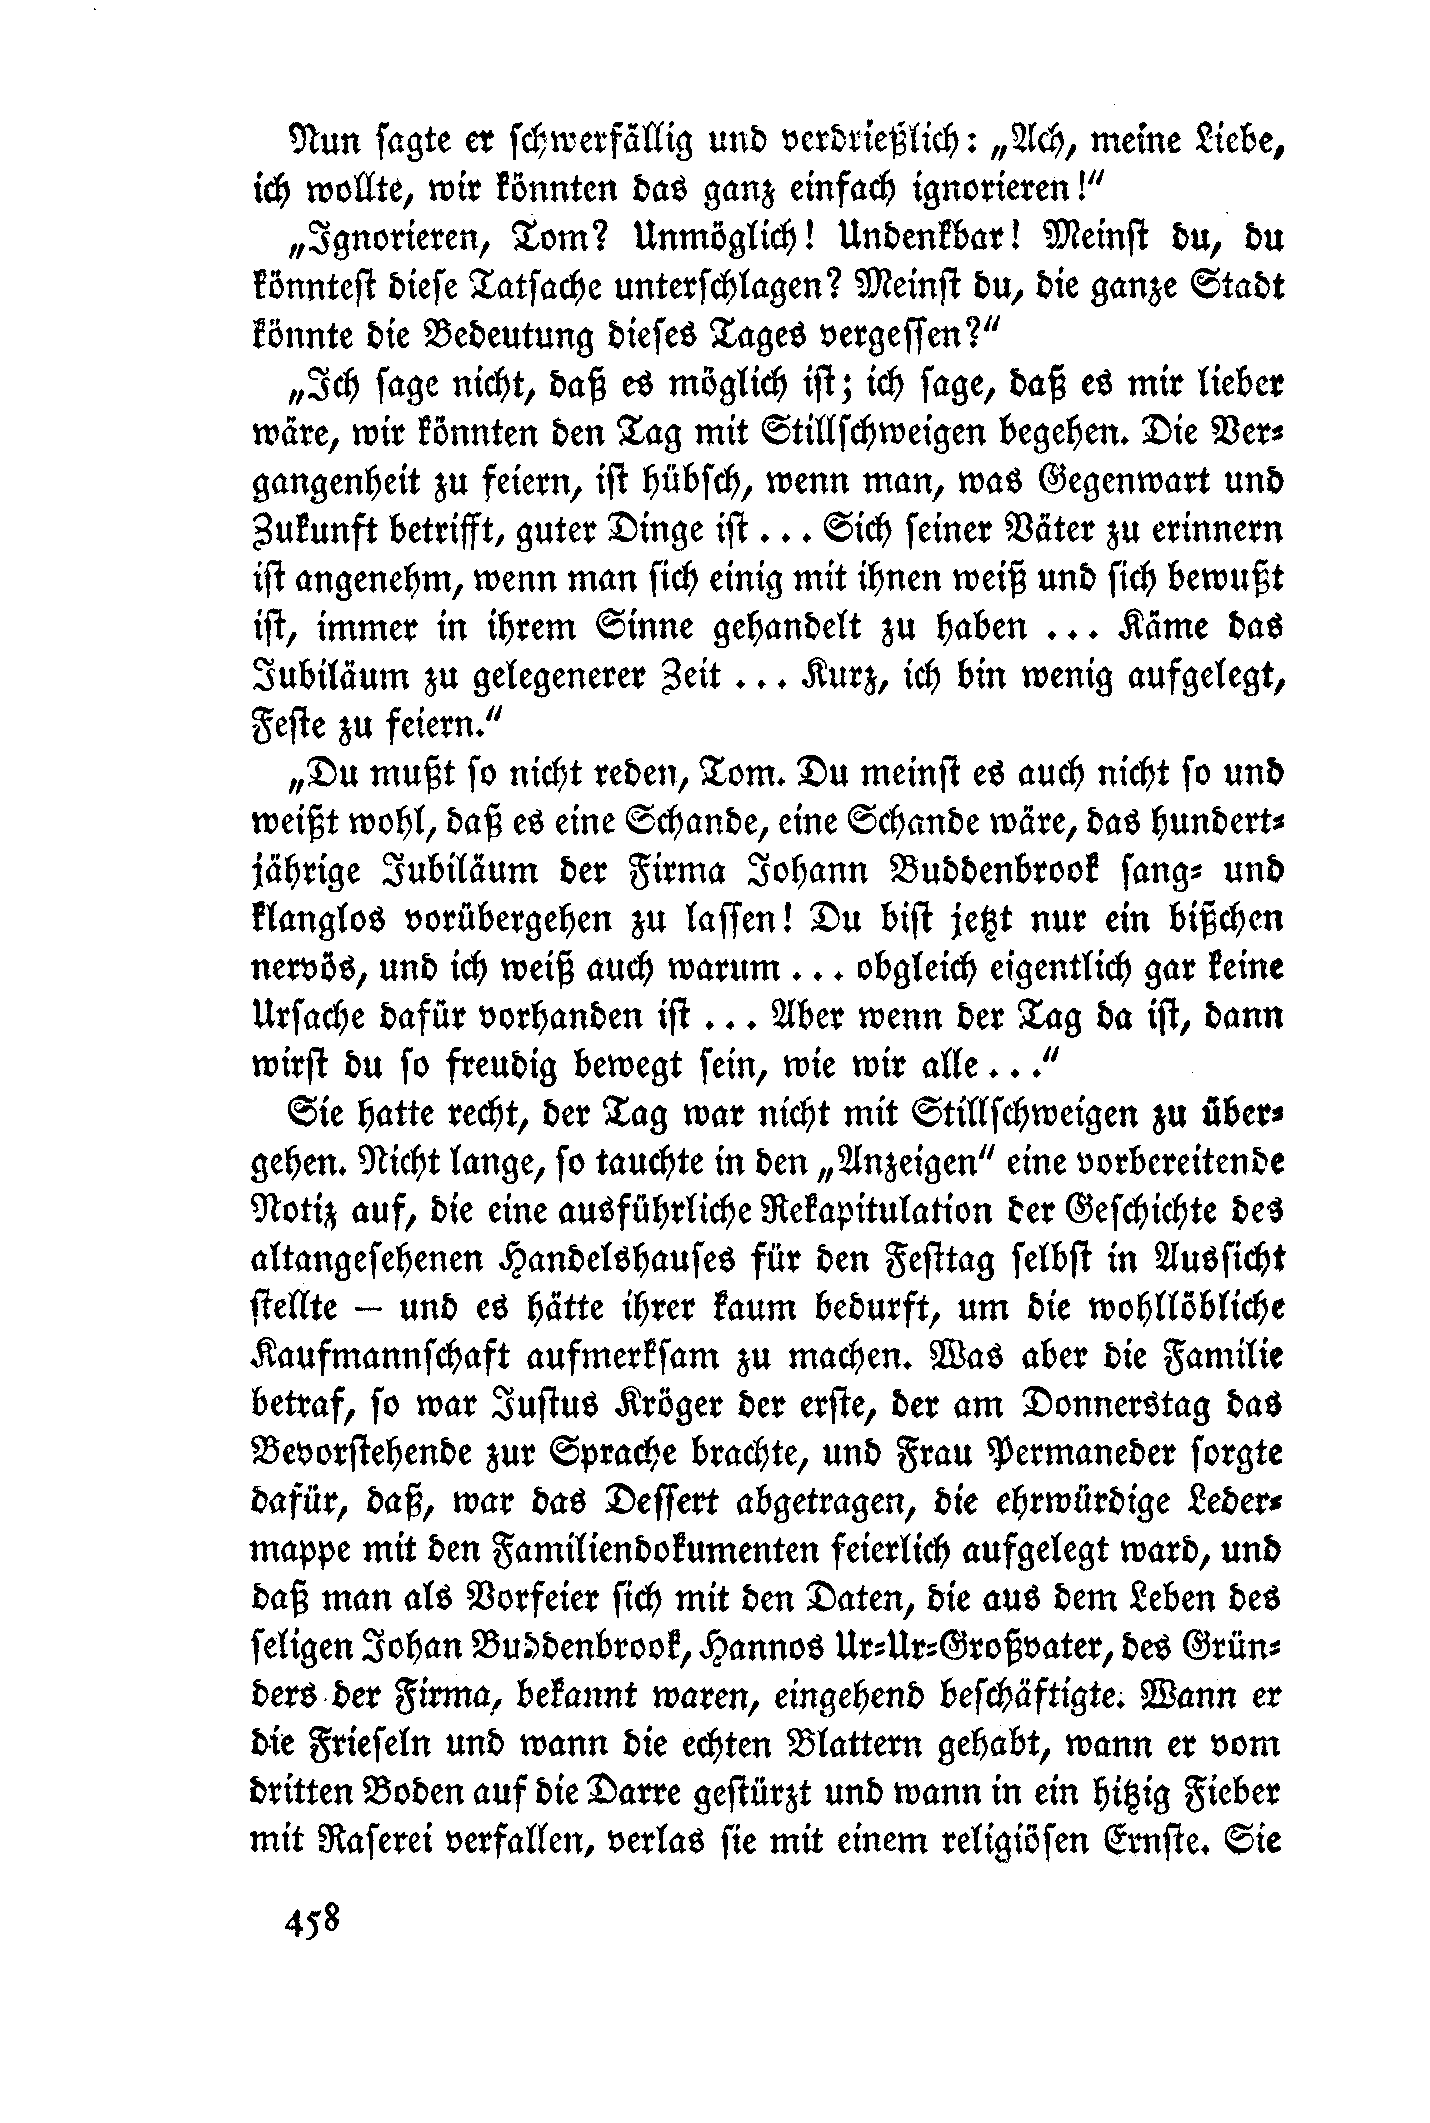 Nun sagte er schwerfällig und verdrießlich: „Ach, meine Liebe,
ich wollte, wir könnten das ganz einfach ignorieren!“
„Ignorieren, Tom? Unmöglich! Undenkbar! Meinst du, du
könntest diese Tatsache unterschlagen? Meinst du, die ganze Stadt
könnte die Bedeutung dieses Tages vergessen?“
„Ich sage nicht, daß es möglich ist; ich sage, daß es mir lieber
wäre, wir könnten den Tag mit Stillschweigen begehen. Die Ver-
gangenheit zu feiern, ist hübsch, wenn man, was Gegenwart und
Zukunft betrifft, guter Dinge ist ... Sich seiner Väter zu erinnern
ist angenehm, wenn man sich einig mit ihnen weiß und sich bewußt
ist, immer in ihrem Sinne gehandelt zu haben ... Käme das
Jubiläum zu gelegenerer Zeit ... Kurz, ich bin wenig aufgelegt,
Feste zu feiern.“
„Du mußt so nicht reden, Tom. Du meinst es auch nicht so und
weißt wohl, daß es eine Schande, eine Schande wäre, das hundert-
jährige Jubiläum der Firma Johann Buddenbrook sang- und
klanglos vorübergehen zu lassen! Du bist jetzt nur ein bißchen
nervös, und ich weiß auch warum ... obgleich eigentlich gar keine
Ursache dafür vorhanden ist ... Aber wenn der Tag da ist, dann
wirst du so freudig bewegt sein, wie wir alle ...“
Sie hatte recht, der Tag war nicht mit Stillschweigen zu über-
gehen. Nicht lange, so tauchte in den „Anzeigen“ eine vorbereitende
Notiz auf, die eine ausführliche Rekapitulation der Geschichte des
altangesehenen Handelshauses für den Festtag selbst in Aussicht
stellte – und es hätte ihrer kaum bedurft, um die wohllöbliche
Kaufmannschaft aufmerksam zu machen. Was aber die Familie
betraf, so war Justus Kröger der erste, der am Donnerstag das
Bevorstehende zur Sprache brachte, und Frau Permaneder sorgte
dafür, daß, war das Dessert abgetragen, die ehrwürdige Leder-
mappe mit den Familiendokumenten feierlich aufgelegt ward, und
daß man als Vorfeier sich mit den Daten, die aus dem Leben des
seligen Johan Buddenbrook, Hannos Ur-Ur-Großvater, des Grün-
ders der Firma, bekannt waren, eingehend beschäftigte. Wann er
die Frieseln und wann die echten Blattern gehabt, wann er vom
dritten Boden auf die Darre gestürzt und wann in ein hitzig Fieber
mit Raserei verfallen, verlas sie mit einem religiösen Ernste. Sie
458